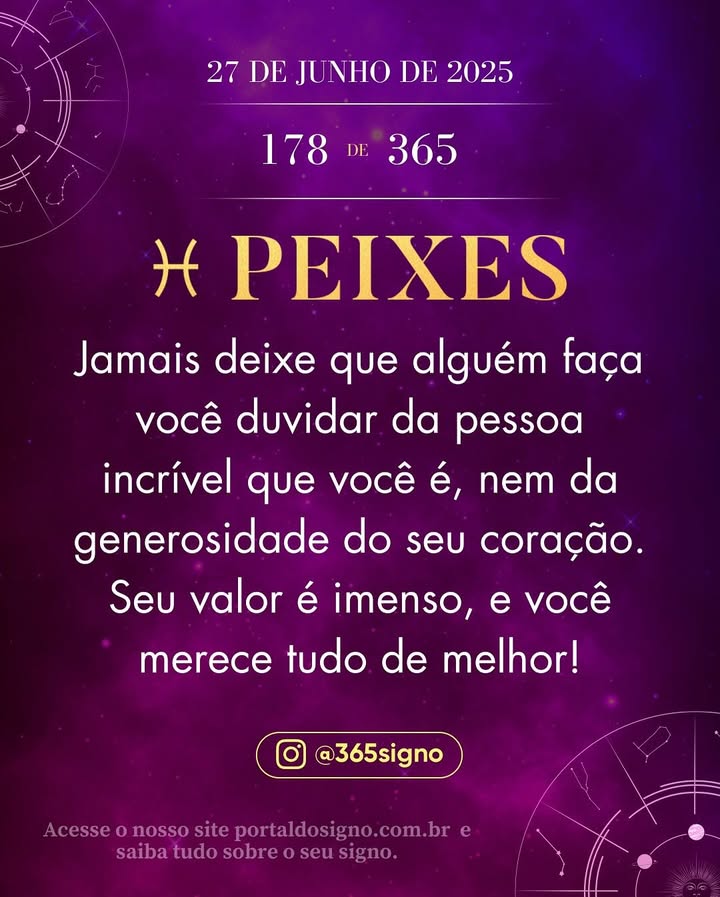 27 DE JUNHO DE 2025
178 DE 365
♓ PEIXES
Jamais deixe que alguém faça
você duvidar da pessoa
incrível que você é, nem da
generosidade do seu coração.
Seu valor é imenso, e você
merece tudo de melhor!
@365signo
Acesse o nosso site portaldosigno.com.br e
saiba tudo sobre o seu signo.